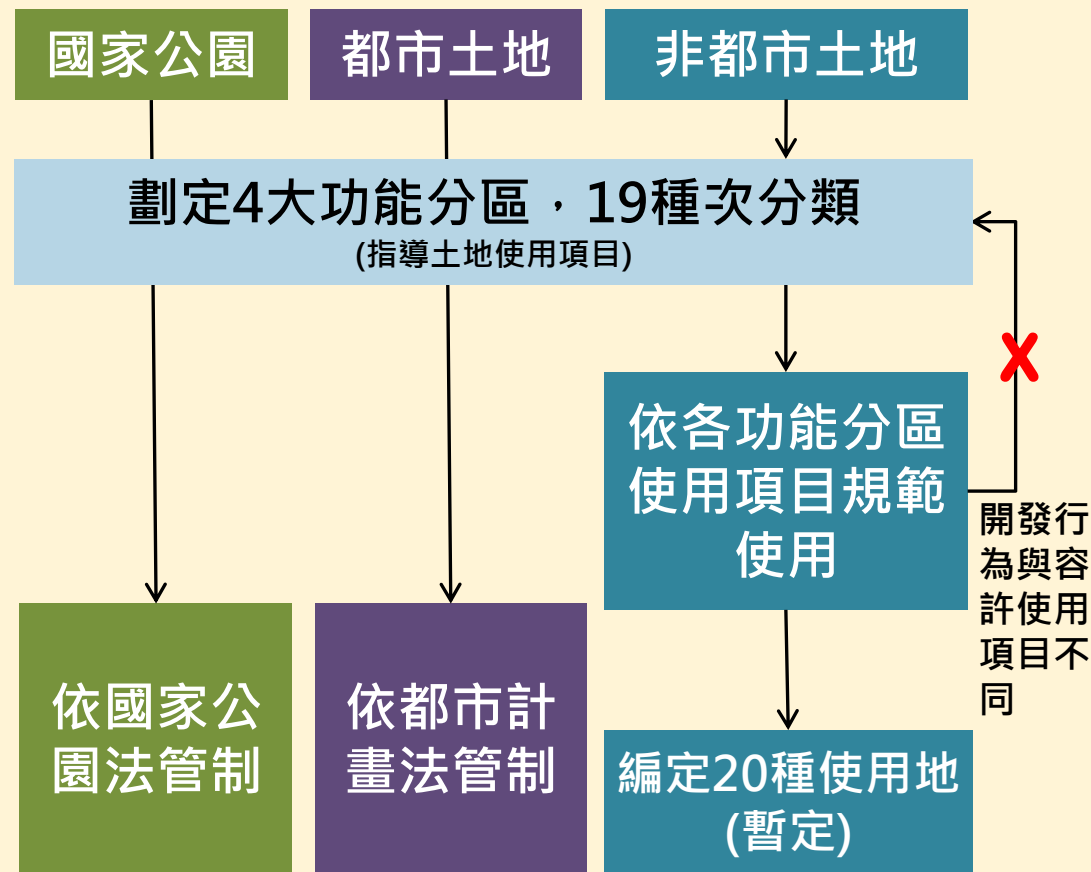 國家公園
都市土地
非都市土地
劃定4大功能分區，19種次分類
(指導土地使用項目)
依各功能分區
使用項目規範
使用
X
開發行
為與容
許使用
項目不
同
依國家公
園法管制
依都市計
畫法管制
編定20種使用地
(暫定)